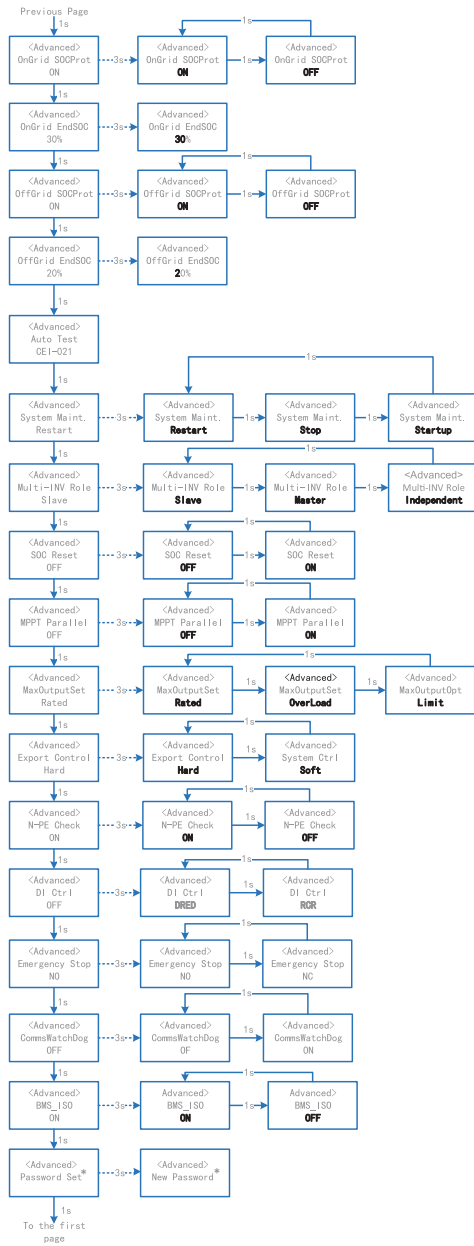 Previous Page
1s
1s
<Advanced>
OnGrid SOCProt
ON
3s
<Advanced>
OnGrid SOCProt
ON
1s
<Advanced>
OnGrid SOCProt
OFF
1s
<Advanced>
OnGrid EndSOC
30%
3s
<Advanced>
OnGrid EndSOC
30%
1s
1s
<Advanced>
OffGrid SOCProt
ON
3s
<Advanced>
OffGrid SOCProt
ON
1s
<Advanced>
OffGrid SOCProt
OFF
1s
<Advanced>
OffGrid EndSOC
20%
3s
<Advanced>
OffGrid EndSOC
20%
1s
<Advanced>
Auto Test
CEI-021
1s
1s
<Advanced>
System Maint.
Restart
3s
<Advanced>
System Maint.
Restart
1s
<Advanced>
System Maint.
Stop
1s
<Advanced>
System Maint.
Startup
1s
1s
<Advanced>
Multi-INV Role
Slave
3s
<Advanced>
Multi-INV Role
Slave
1s
<Advanced>
Multi-INV Role
Master
1s
<Advanced>
Multi-INV Role
Independent
1s
1s
<Advanced>
SOC Reset
OFF
3s
<Advanced>
SOC Reset
OFF
1s
<Advanced>
SOC Reset
ON
1s
1s
<Advanced>
MPPT Parallel
OFF
3s
<Advanced>
MPPT Parallel
OFF
1s
<Advanced>
MPPT Parallel
ON
1s
1s
<Advanced>
MaxOutputSet
Rated
3s
<Advanced>
MaxOutputSet
Rated
1s
<Advanced>
MaxOutputSet
OverLoad
1s
<Advanced>
MaxOutputOpt
Limit
1s
1s
<Advanced>
Export Control
Hard
3s
<Advanced>
Export Control
Hard
1s
<Advanced>
System Ctrl
Soft
1s
1s
<Advanced>
N-PE Check
ON
3s
<Advanced>
N-PE Check
ON
1s
<Advanced>
N-PE Check
OFF
1s
1s
<Advanced>
DI Ctrl
OFF
3s
<Advanced>
DI Ctrl
DRED
1s
<Advanced>
DI Ctrl
RCR
1s
1s
<Advanced>
Emergency Stop
NO
3s
<Advanced>
Emergency Stop
NO
1s
<Advanced>
Emergency Stop
NC
1s
1s
<Advanced>
CommsWatchDog
OFF
3s
<Advanced>
CommsWatchDog
OF
1s
<Advanced>
CommsWatchDog
ON
1s
1s
<Advanced>
BMS_ISO
ON
3s
<Advanced>
BMS_ISO
ON
1s
<Advanced>
BMS_ISO
OFF
1s
<Advanced>
Password Set*
3s
<Advanced>
New Password*
1s
To the first
page